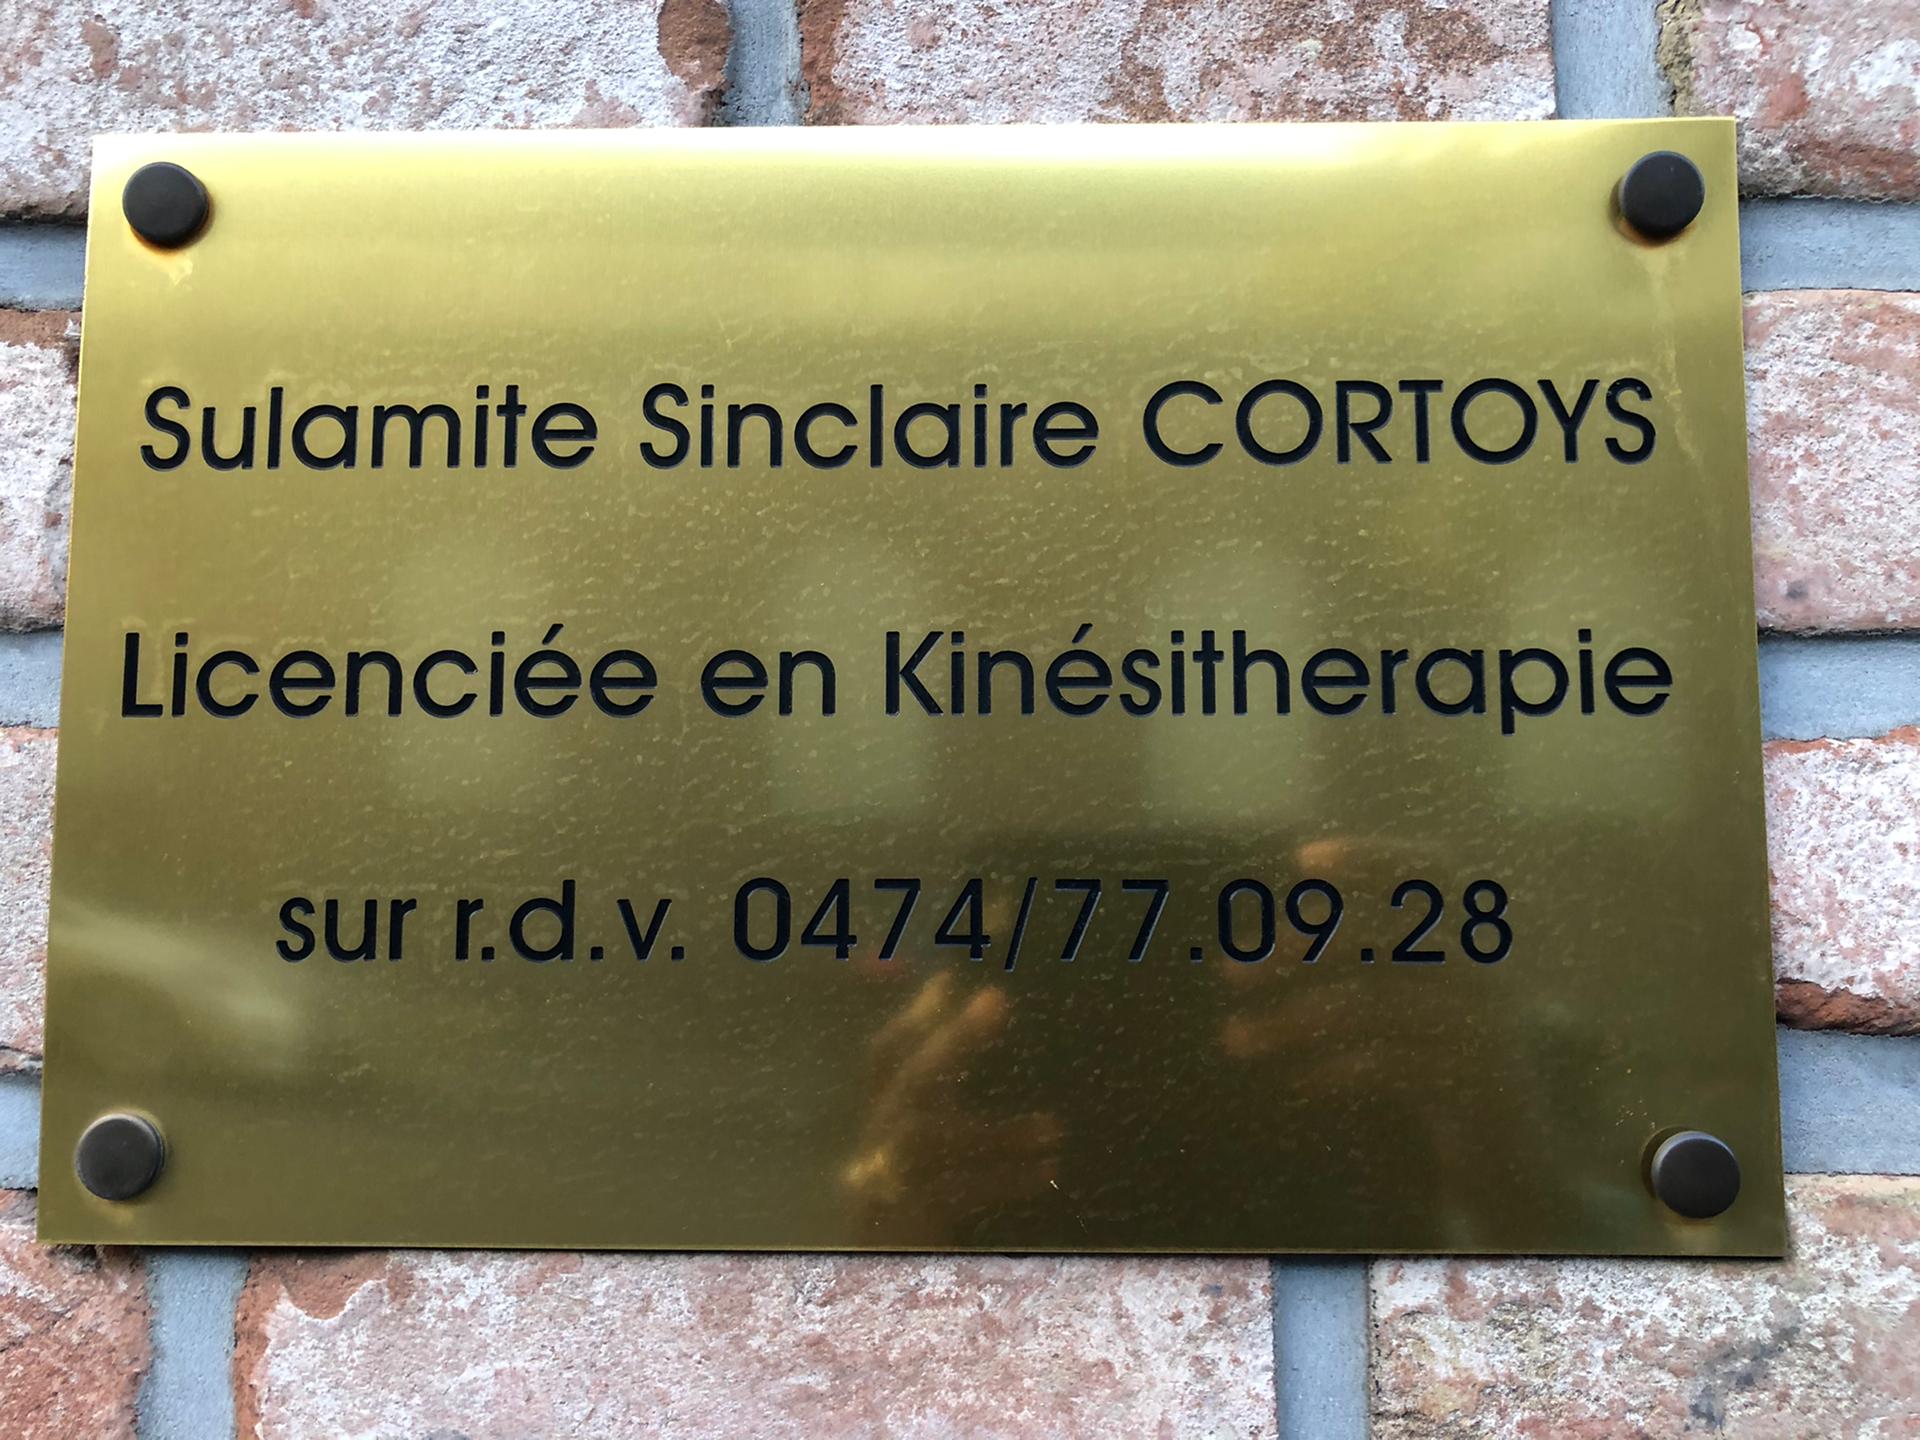 Sulamite Sinclaire CORTOYS
Licenciée en Kinésitherapie
sur r.d.v. 0474/77.09.28